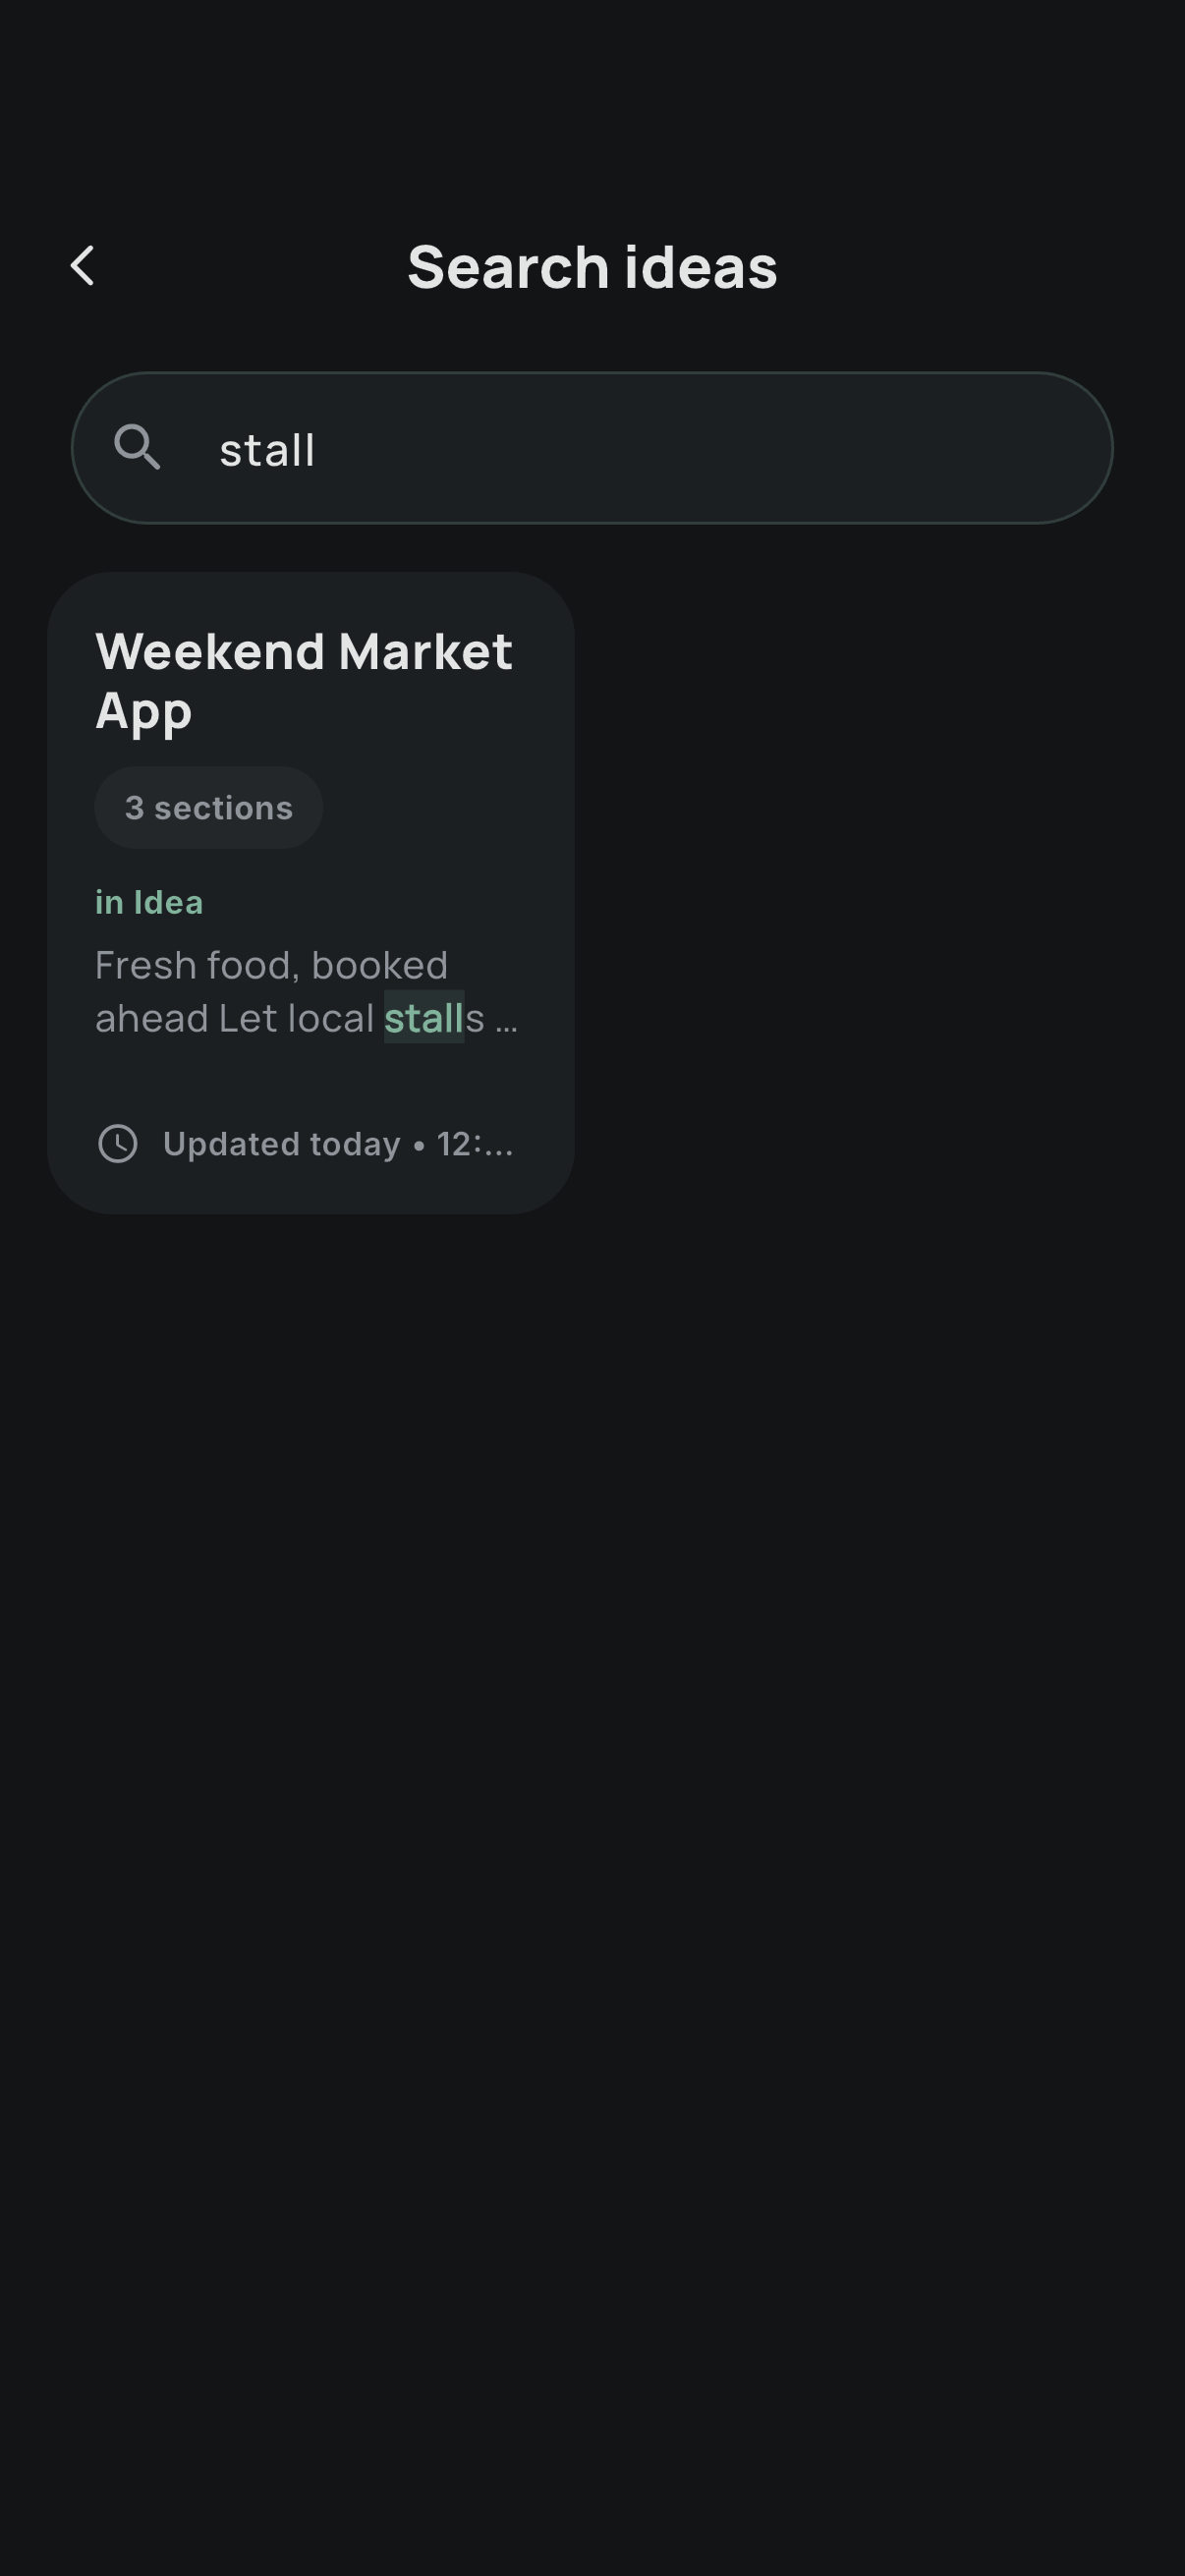 Search ideas
stall
Weekend Market
App
3 sections
in Idea
Fresh food, booked
ahead Let local stalls ...
Updated today • 12:...